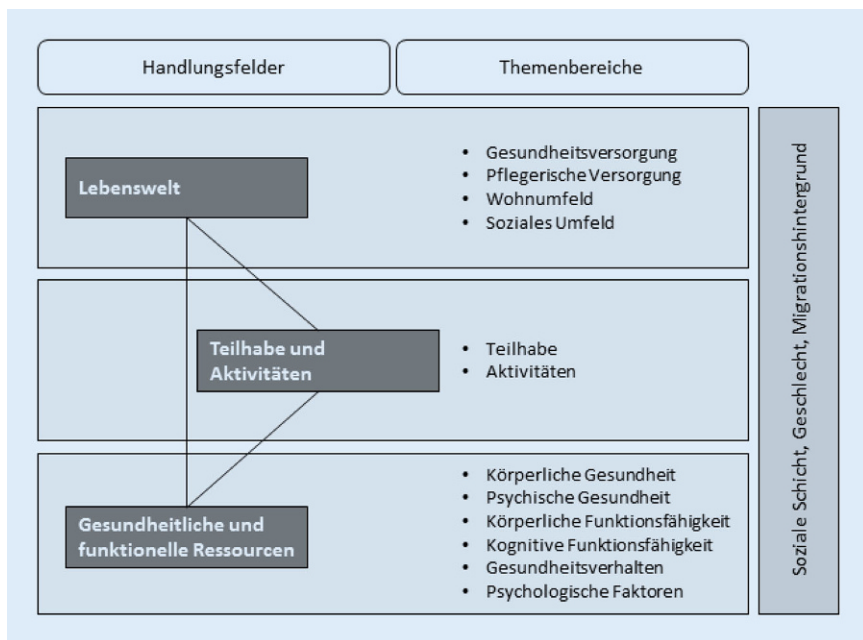 Handlungsfelder
Themenbereiche
Lebenswelt
• Gesundheitsversorgung
• Pflegerische Versorgung
• Wohnumfeld
• Soziales Umfeld
Teilhabe und
Aktivitäten
• Teilhabe
• Aktivitäten
Gesundheitliche und
funktionelle Ressourcen
• Körperliche Gesundheit
• Psychische Gesundheit
• Körperliche Funktionsfähigkeit
• Kognitive Funktionsfähigkeit
• Gesundheitsverhalten
• Psychologische Faktoren
Soziale Schicht, Geschlecht, Migrationshintergrund